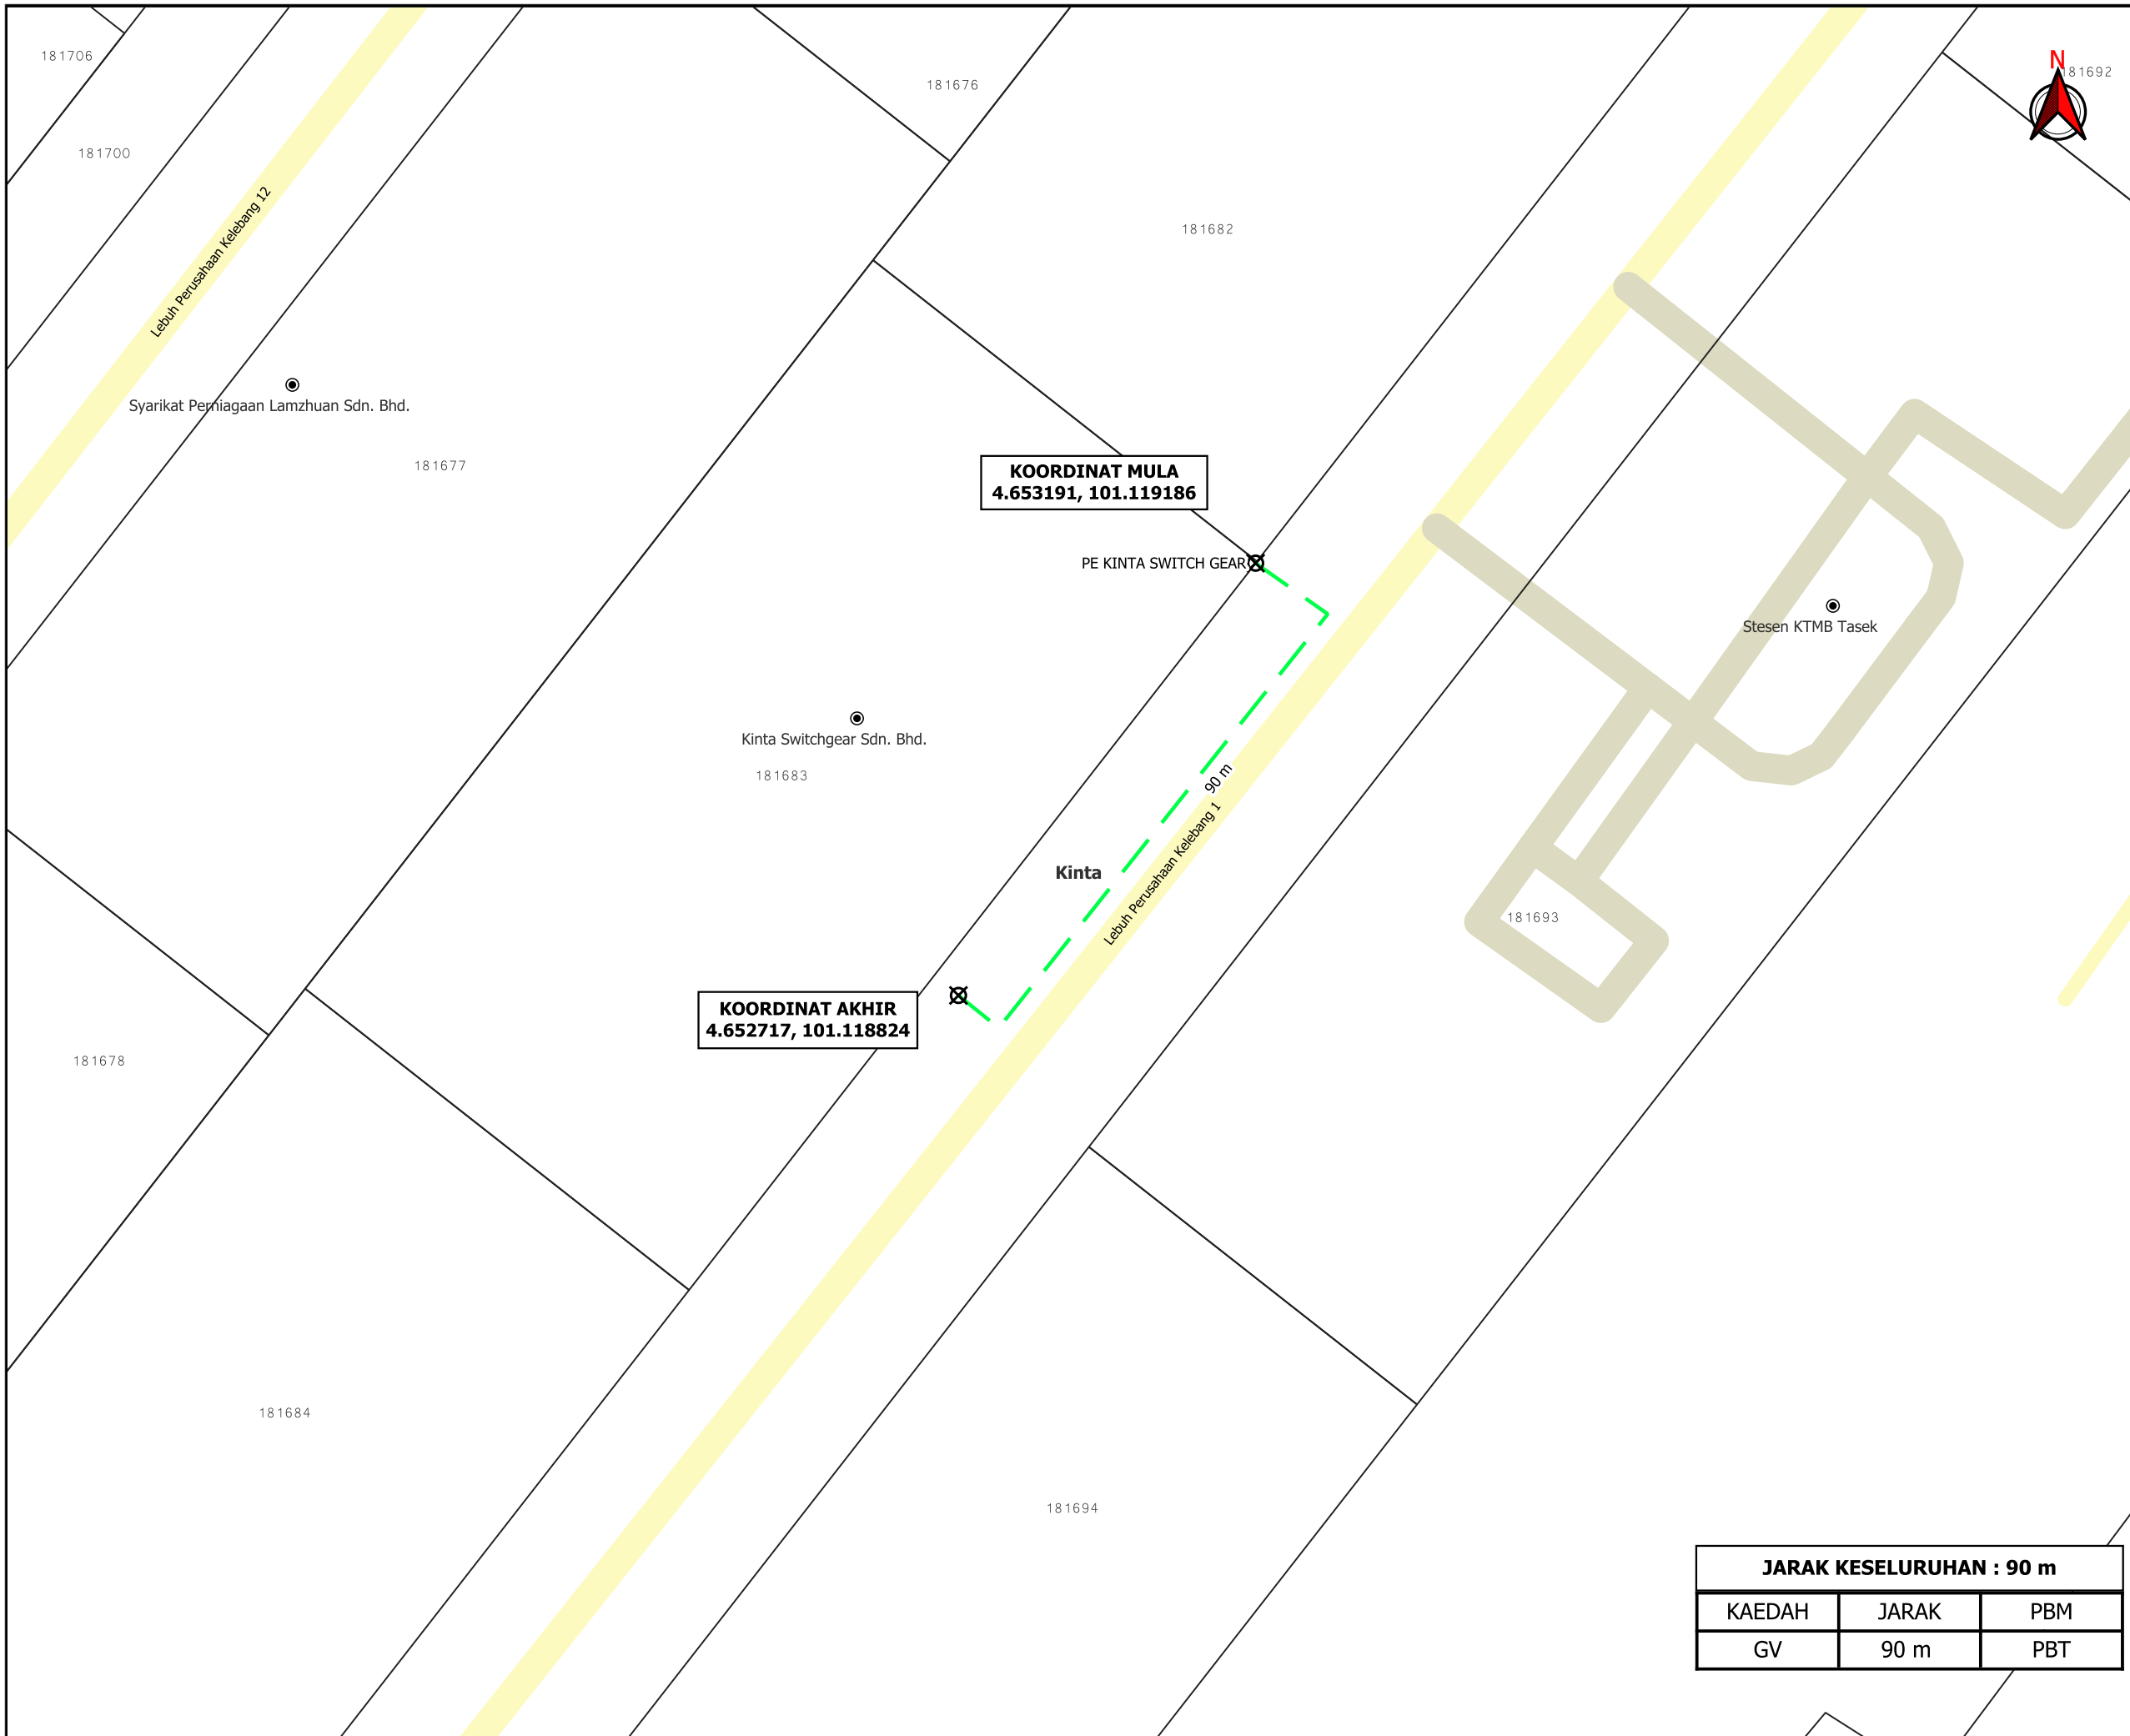 181706
181676
N
181692
181700
Lebuh Perusahaan Kelebang 12
181682
Syarikat Perniagaan Lamzhuan Sdn. Bhd.
181677
KOORDINAT MULA
4.653191, 101.119186
PE KINTA SWITCH GEAR
Stesen KTMB Tasek
Kinta Switchgear Sdn. Bhd.
181683
90 m
Lebuh Perusahaan Kelebang 1
Kinta
181693
KOORDINAT AKHIR
4.652717, 101.118824
181678
181684
181694
JARAK KESELURUHAN : 90 m
KAEDAH JARAK PBM
GV 90 m PBT